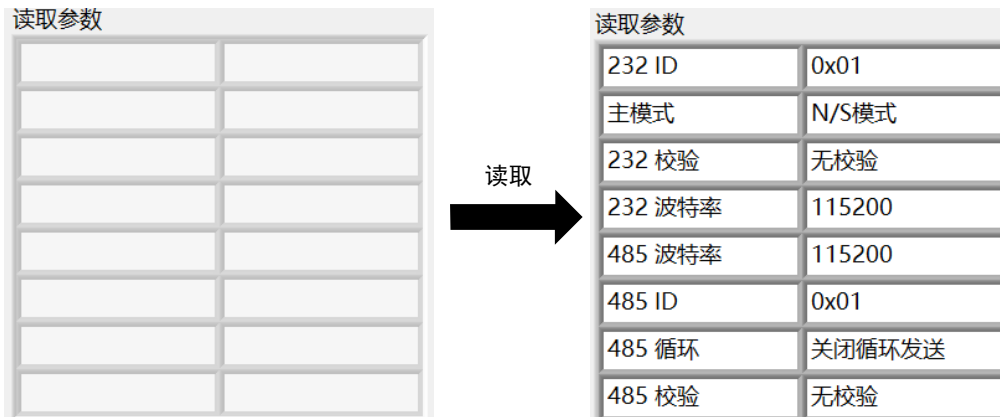 读取参数
读取
读取参数
232 ID 0x01
主模式 N/S模式
232 校验 无校验
232 波特率 115200
485 波特率 115200
485 ID 0x01
485 循环 关闭循环发送
485 校验 无校验